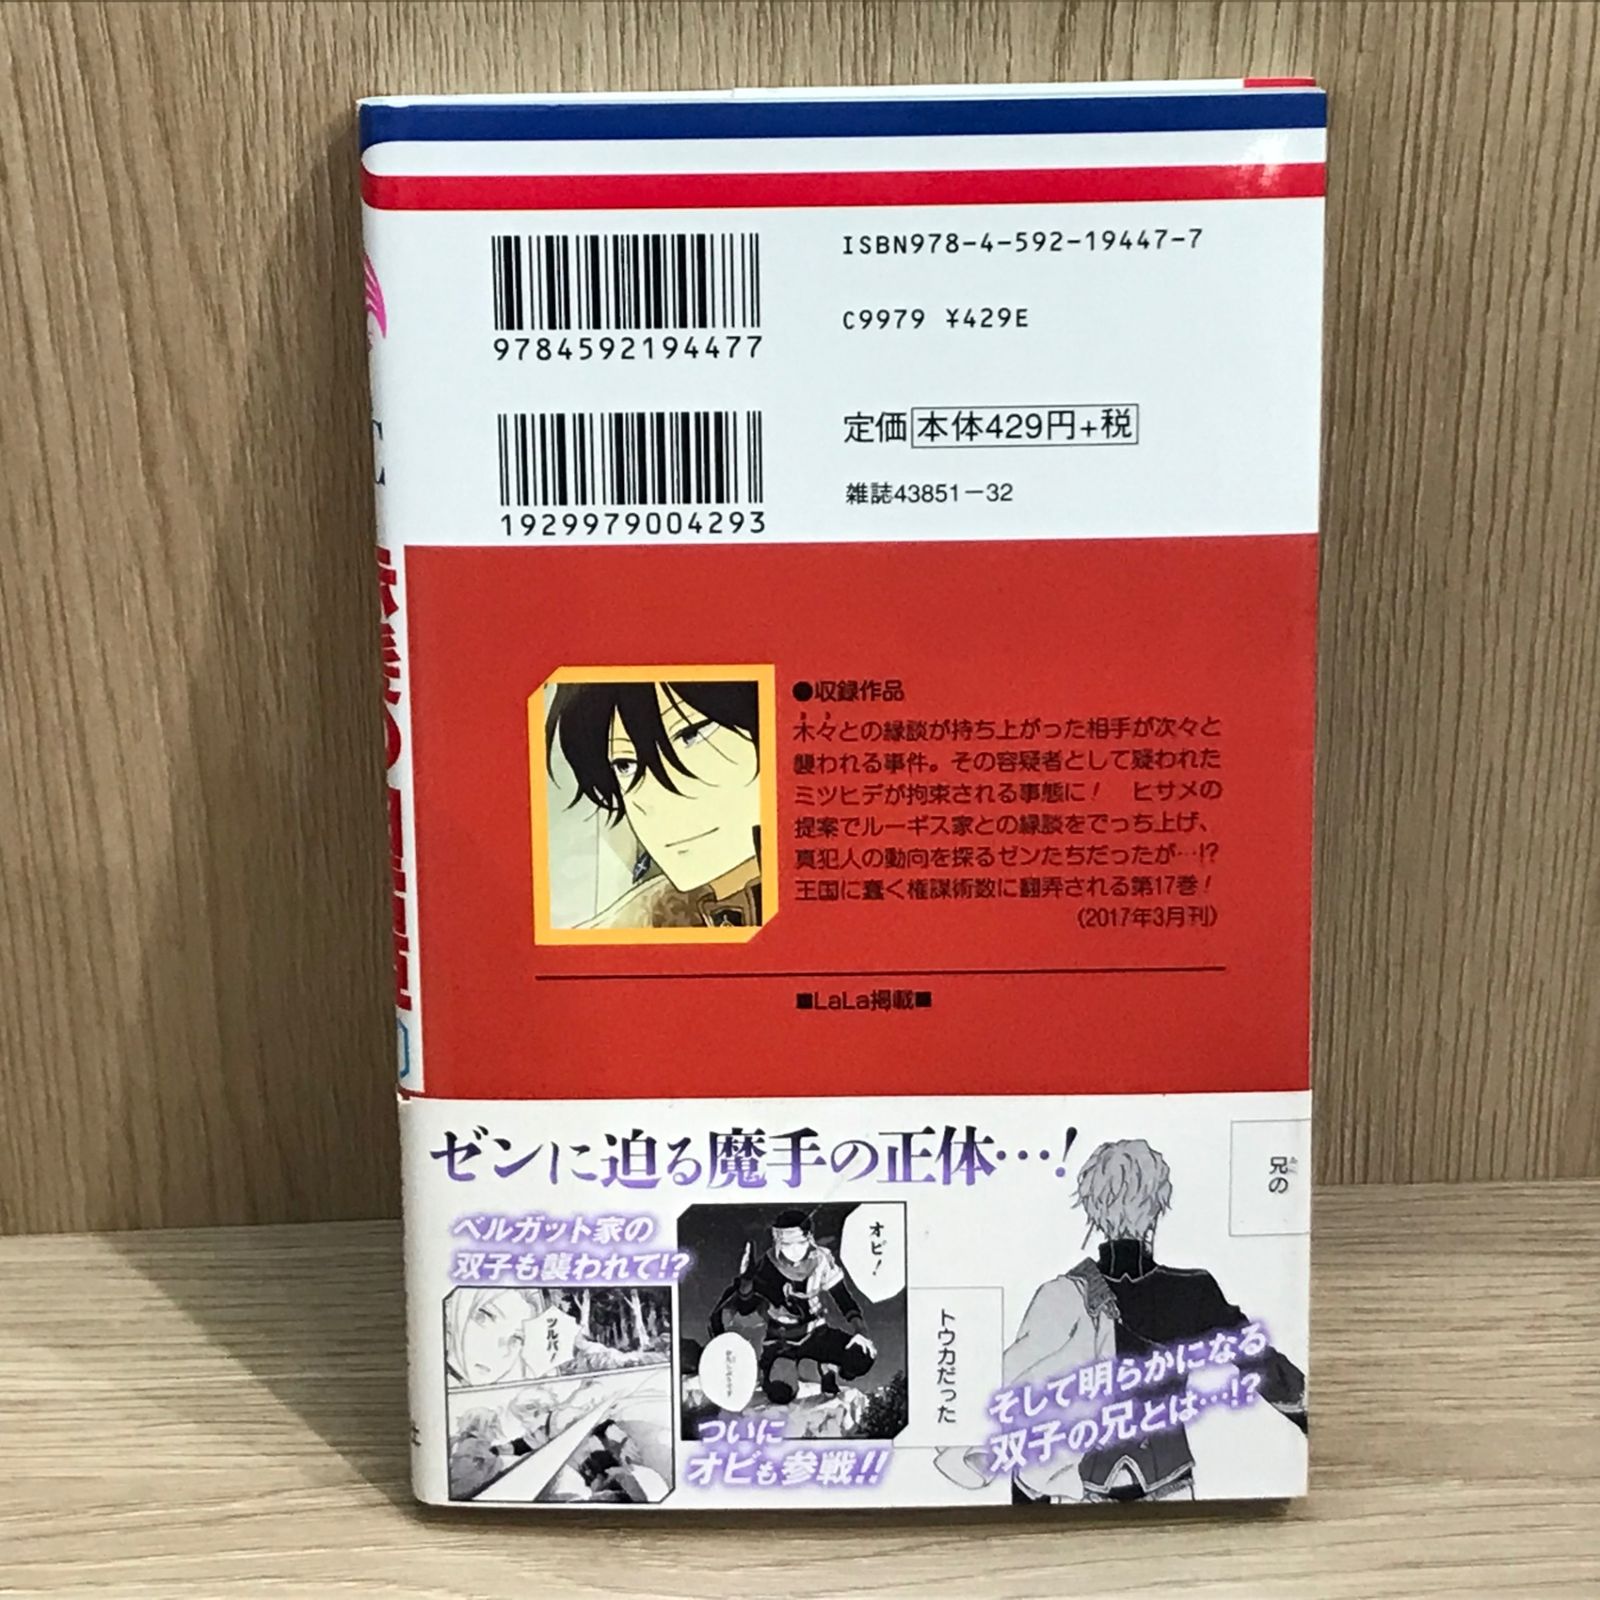 ISBN978-4-592-19447-7
9784592194477
C9979 ¥429E
定価 本体429円+税
雑誌43851-32
1929979004293
●収録作品
木々との縁談が持ち上がった相手が次々と
襲われる事件。その容疑者として疑われた
ミツヒデが拘束される事態に! ヒサメの
提案でルーギス家との縁談をでっち上げ、
真犯人の動向を探るゼンたちだったが…!?
王国に蠢く権謀術数に翻弄される第17巻!
(2017年3月刊)
■LaLa掲載■
ゼンに迫る魔手の正体…!
ベルガット家の
双子も襲われて!?
ツルバ!
オビ!
ついに
オビも参戦!!
兄の
トウカだった
そして明らかになる
双子の兄とは…!?